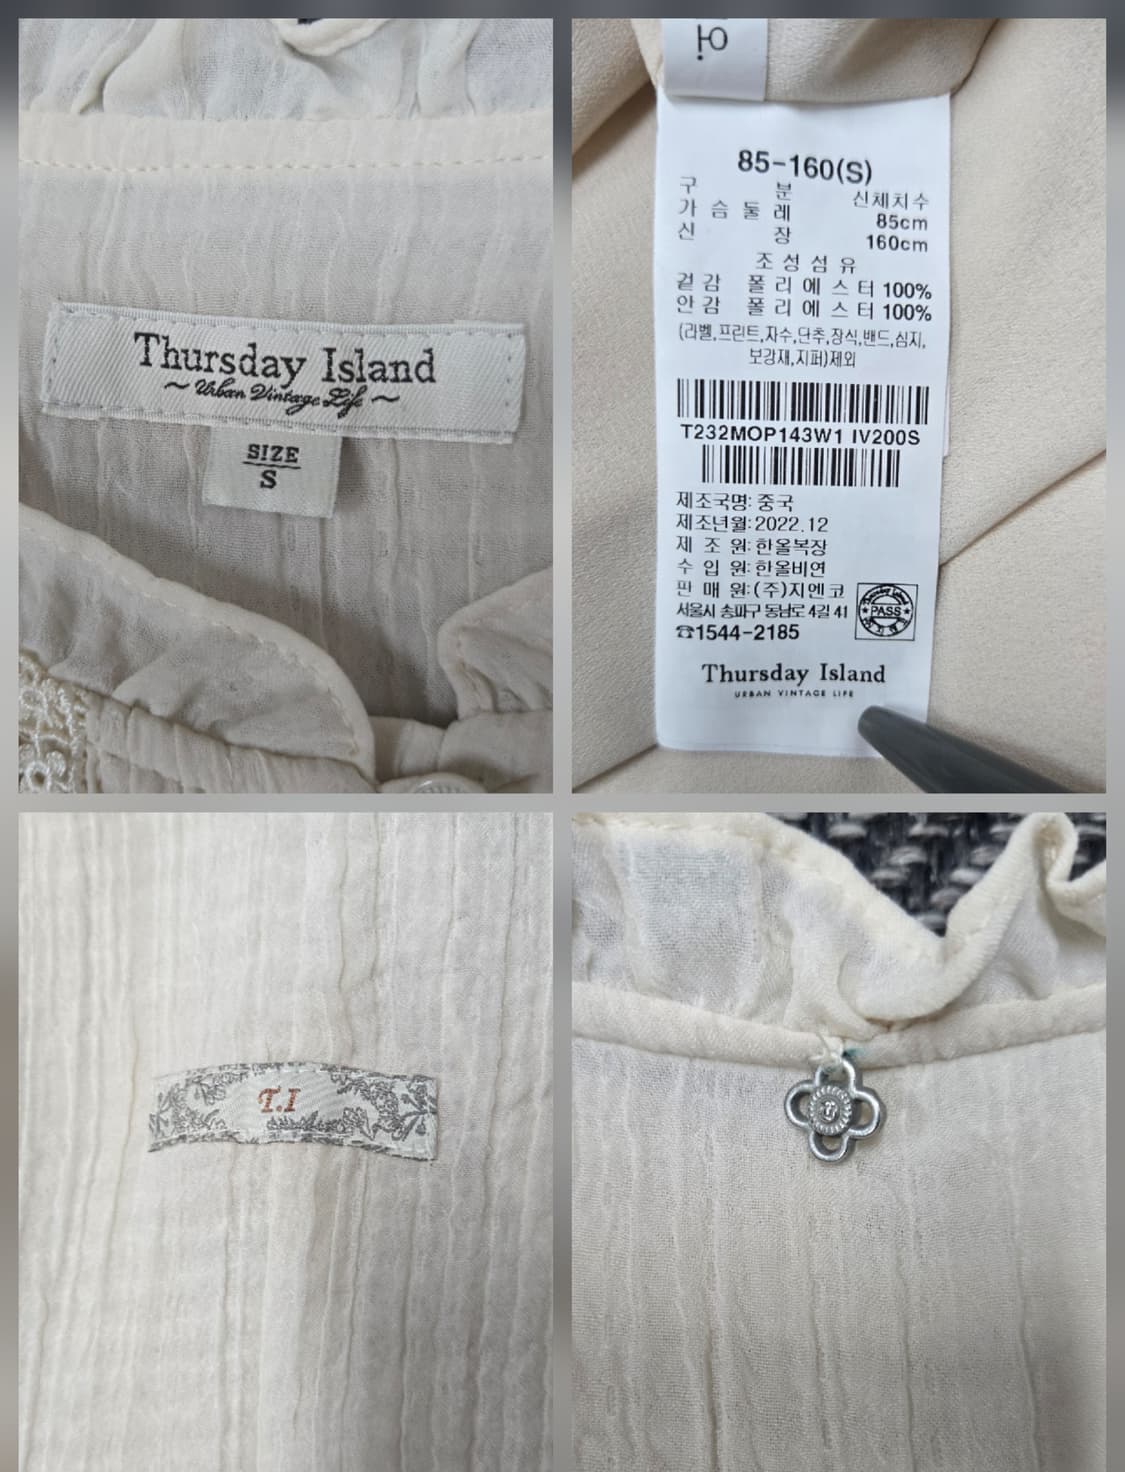 Thursday Island
~ Urban Vintage Life ~
SIZE
S
85-160(S)
구 분 신체치수
가 슴 둘 레 85cm
신 장 160cm
조 성 섬 유
겉 감 폴 리 에 스 터 100%
안 감 폴 리 에 스 터 100%
(라벨,프린트,자수,단추,장식,밴드,심지,
보강재,지퍼)제외
T232MOP143W1 IV200S
제조국명: 중국
제조년월: 2022.12
제 조 원: 한올복장
수 입 원: 한올비연
판 매 원: (주)지엔코
서울시 송파구 동남로 4길 41
☎1544-2185
PASS
Thursday Island
URBAN VINTAGE LIFE
T.I